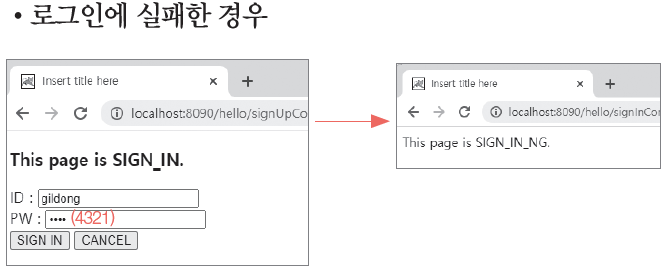 • 로그인에 실패한 경우
Insert title here
localhost:8090/hello/signUpCo
This page is SIGN_IN.
ID : gildong
PW : •••• (4321)
SIGN IN CANCEL
Insert title here
localhost:8090/hello/signInCo
This page is SIGN_IN_NG.